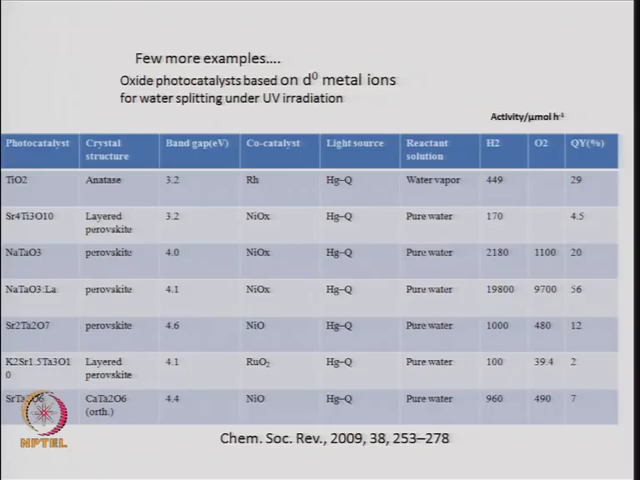 Few more examples....
Oxide photocatalysts based on d⁰ metal ions
for water splitting under UV irradiation
Activity/μmol h⁻¹
Photocatalyst Crystal structure Band gap(eV) Co-catalyst Light source Reactant solution H2 O2 QY(%)
TiO2 Anatase 3.2 Rh Hg–Q Water vapor 449 29
Sr4Ti3O10 Layered perovskite 3.2 NiOx Hg–Q Pure water 170 4.5
NaTaO3 perovskite 4.0 NiOx Hg–Q Pure water 2180 1100 20
NaTaO3:La perovskite 4.1 NiOx Hg–Q Pure water 19800 9700 56
Sr2Ta2O7 perovskite 4.6 NiO Hg–Q Pure water 1000 480 12
K2Sr1.5Ta3O10 Layered perovskite 4.1 RuO₂ Hg–Q Pure water 100 39.4 2
CaTa2O6 (orth.) 4.4 NiO Hg–Q Pure water 960 490 7
NPTEL
Chem. Soc. Rev., 2009, 38, 253–278